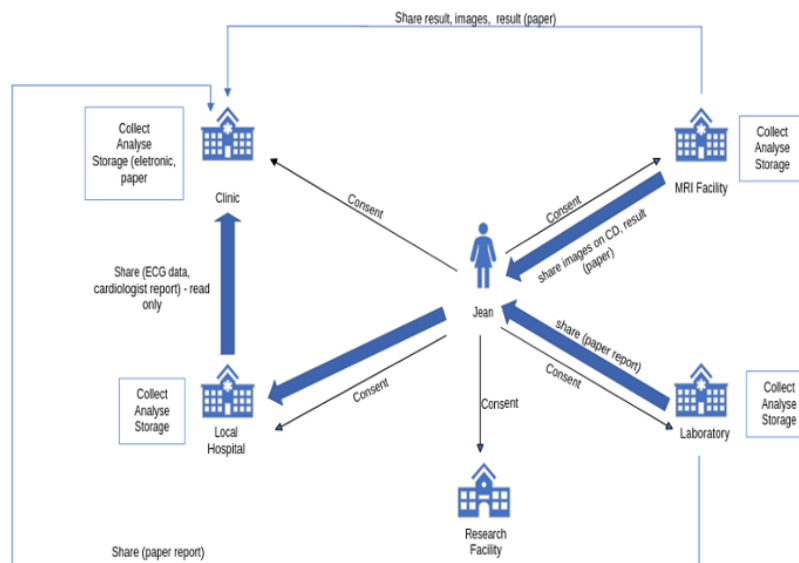 Share result, images, result (paper)
Collect
Analyse
Storage (eletronic,
paper
Clinic
Consent
Consent
share images on CD, result
(paper)
MRI Facility
Collect
Analyse
Storage
Share (ECG data,
cardiologist report) - read
only
Jean
share (paper report)
Consent
Consent
Consent
Collect
Analyse
Storage
Local
Hospital
Laboratory
Collect
Analyse
Storage
Research
Facility
Share (paper report)